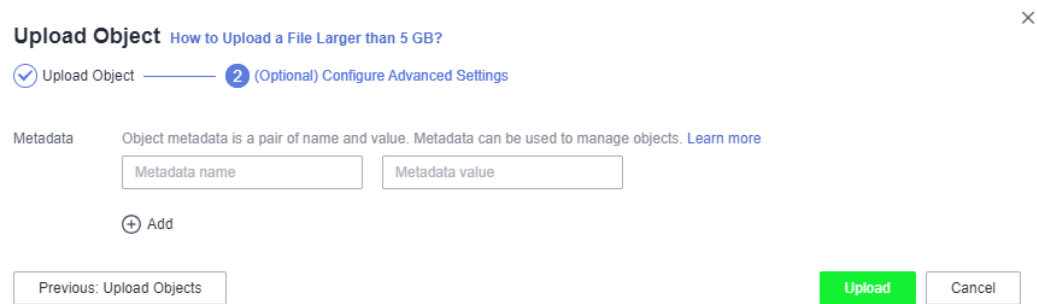 Upload Object How to Upload a File Larger than 5 GB?
Upload Object 2 (Optional) Configure Advanced Settings
Metadata Object metadata is a pair of name and value. Metadata can be used to manage objects. Learn more
Metadata name Metadata value
Add
Previous: Upload Objects Upload Cancel